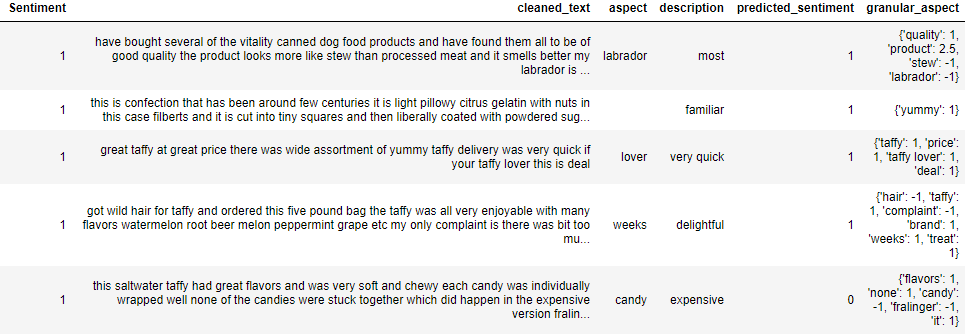 Sentiment cleaned_text aspect description predicted_sentiment granular_aspect
1 have bought several of the vitality canned dog food products and have found them all to be of good quality the product looks more like stew than processed meat and it smells better my labrador is ... labrador most 1 {'quality': 1, 'product': 2.5, 'stew': -1, 'labrador': -1}
1 this is confection that has been around few centuries it is light pillowy citrus gelatin with nuts in this case filberts and it is cut into tiny squares and then liberally coated with powdered sug... familiar 1 {'yummy': 1}
1 great taffy at great price there was wide assortment of yummy taffy delivery was very quick if your taffy lover this is deal lover very quick 1 {'taffy': 1, 'price': 1, 'taffy lover': 1, 'deal': 1}
1 got wild hair for taffy and ordered this five pound bag the taffy was all very enjoyable with many flavors watermelon root beer melon peppermint grape etc my only complaint is there was bit too mu... weeks delightful 1 {'hair': -1, 'taffy': 1, 'complaint': -1, 'brand': 1, 'weeks': 1, 'treat': 1}
1 this saltwater taffy had great flavors and was very soft and chewy each candy was individually wrapped well none of the candies were stuck together which did happen in the expensive version fralin... candy expensive 0 {'flavors': 1, 'none': 1, 'candy': -1, 'fralinger': -1, 'it': 1}